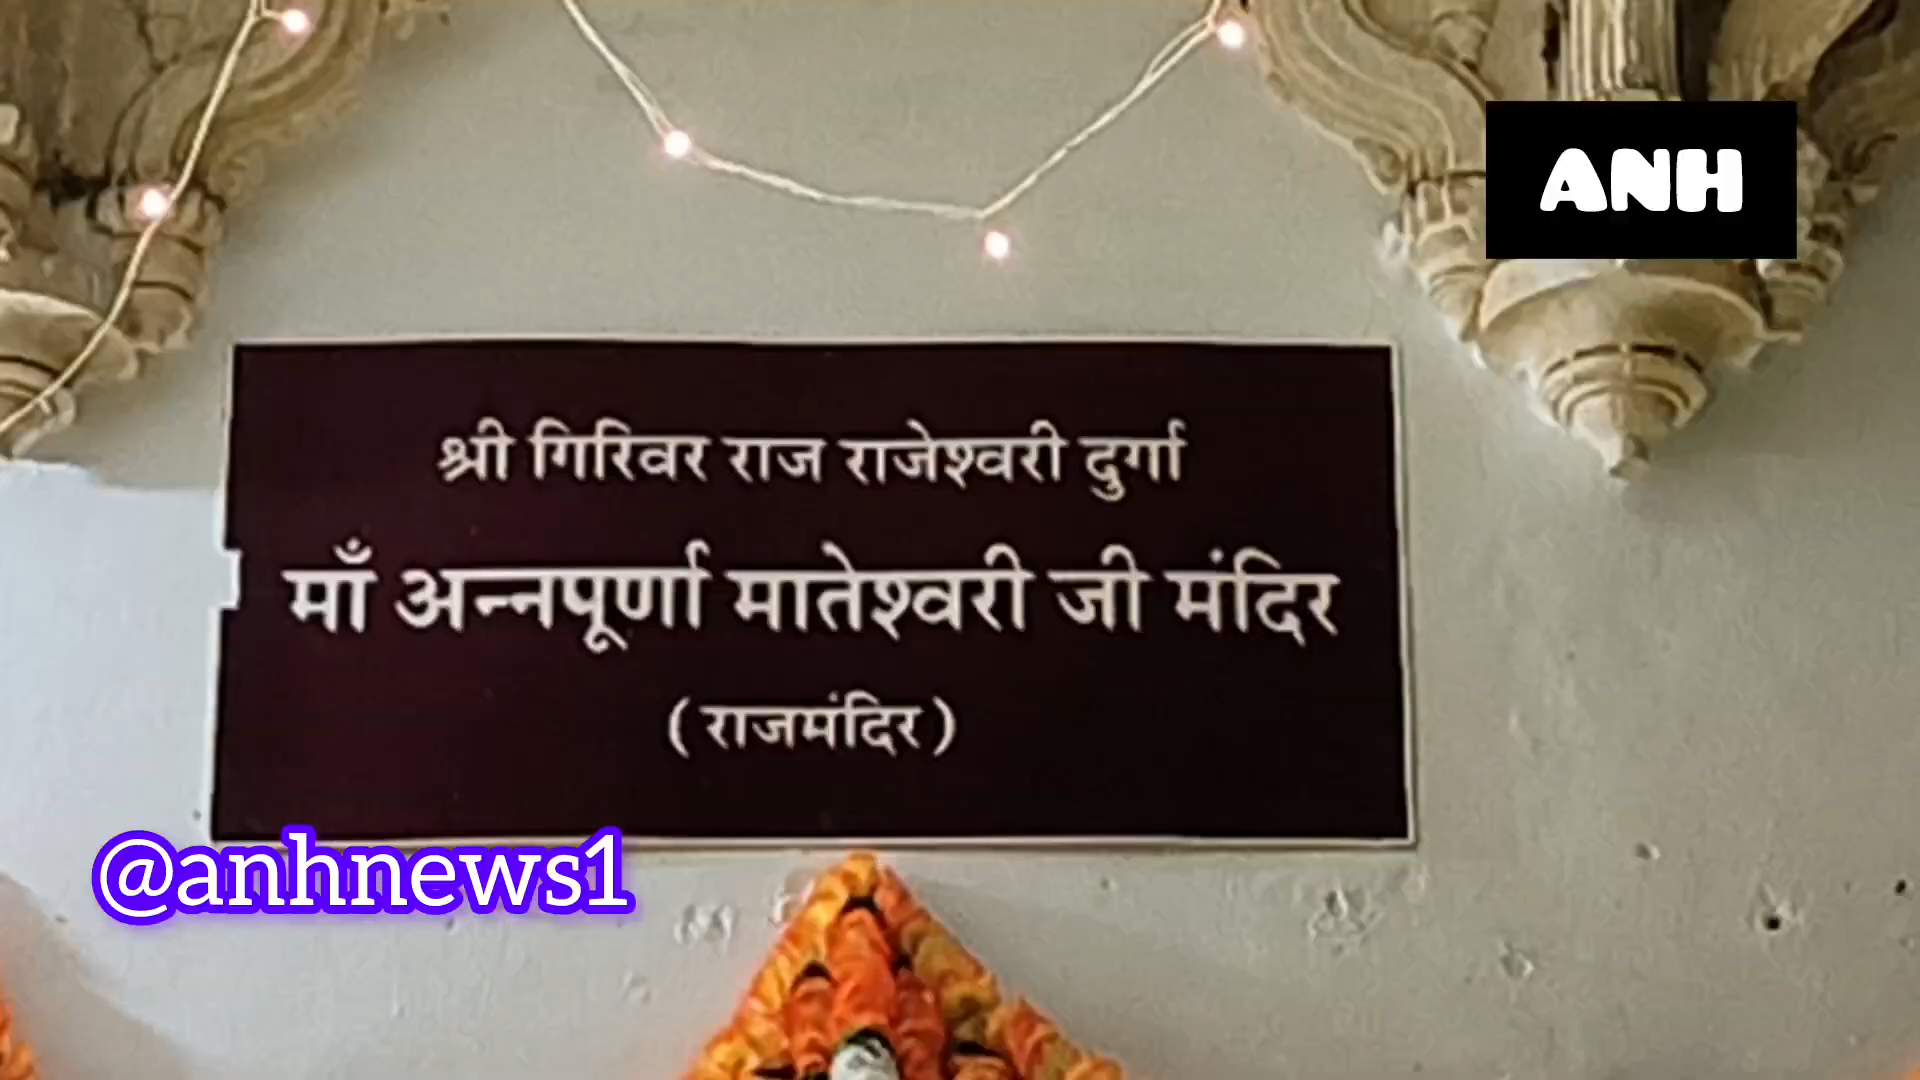 ANH
श्री गिरिवर राज राजेश्वरी दुर्गा
माँ अन्नपूर्णा मातेश्वरी जी मंदिर
(राजमंदिर)
@anhnews1